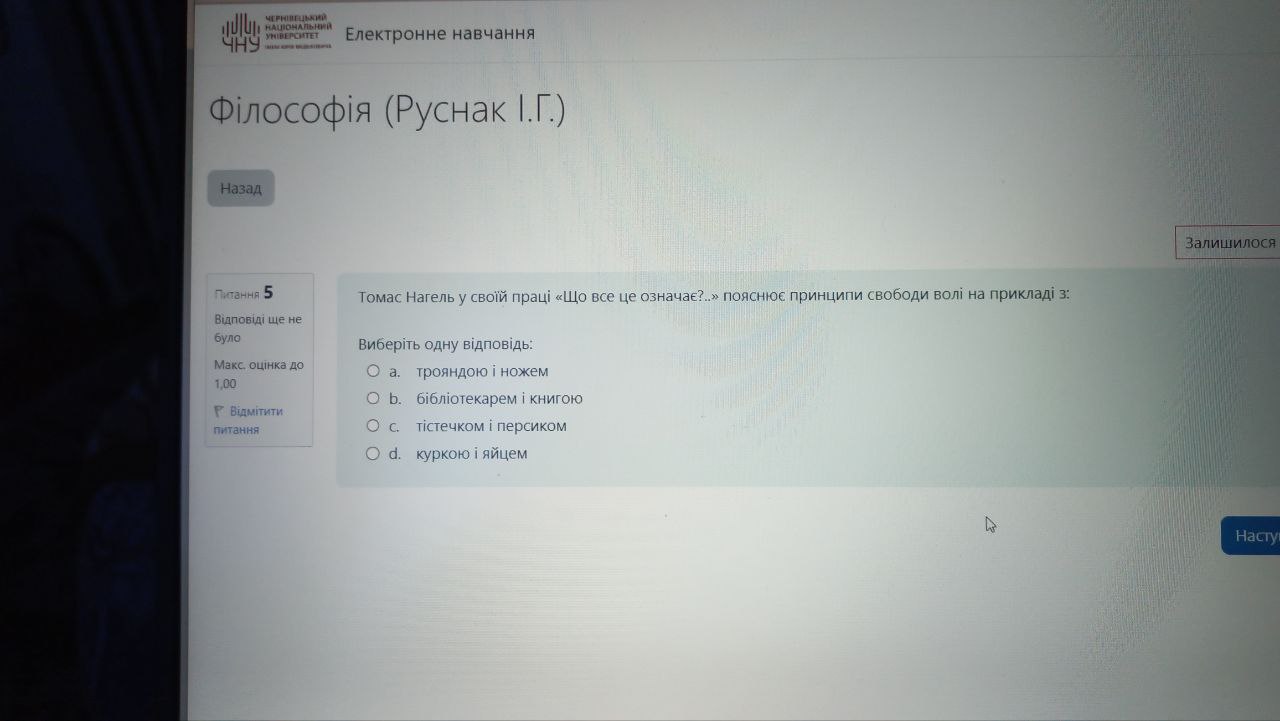 ЧЕРНІВЕЦЬКИЙ
НАЦІОНАЛЬНИЙ
УНІВЕРСИТЕТ
ЧНУ
Електронне навчання
Філософія (Руснак І.Г.)
Назад
Залишилося
Питання 5
Відповіді ще не
було
Макс. оцінка до
1,00
Відмітити
питання
Томас Нагель у своїй праці «Що все це означає?..» пояснює принципи свободи волі на прикладі з:
Виберіть одну відповідь:
a. трояндою і ножем
b. бібліотекарем і книгою
c. тістечком і персиком
d. куркою і яйцем
Насту